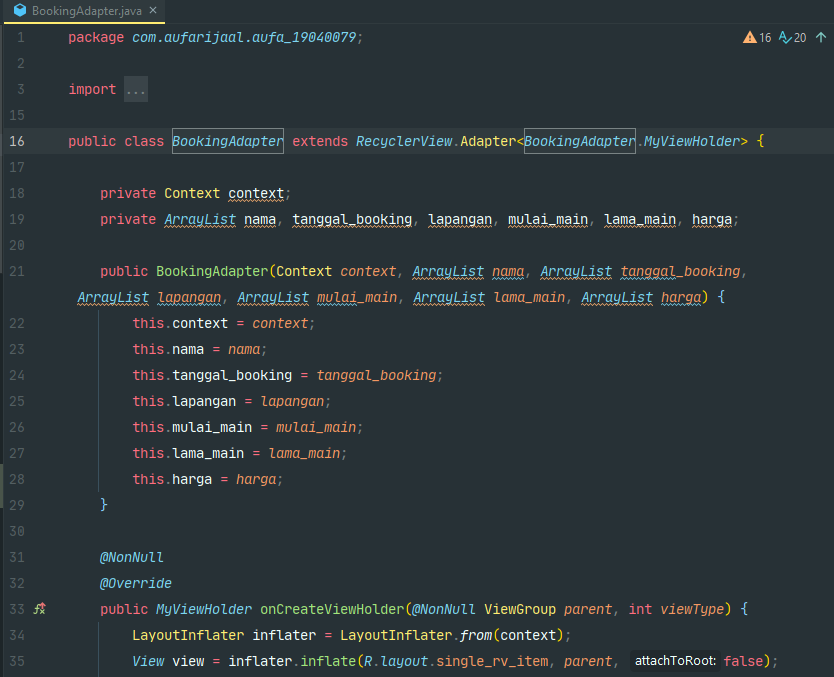 BookingAdapter.java ×
1 package com.aufarijaal.aufa_19040079; 16 20
2
3 import ...
15
16 public class BookingAdapter extends RecyclerView.Adapter<BookingAdapter.MyViewHolder> {
17
18 private Context context;
19 private ArrayList nama, tanggal_booking, lapangan, mulai_main, lama_main, harga;
20
21 public BookingAdapter(Context context, ArrayList nama, ArrayList tanggal_booking,
ArrayList lapangan, ArrayList mulai_main, ArrayList lama_main, ArrayList harga) {
22 this.context = context;
23 this.nama = nama;
24 this.tanggal_booking = tanggal_booking;
25 this.lapangan = lapangan;
26 this.mulai_main = mulai_main;
27 this.lama_main = lama_main;
28 this.harga = harga;
29 }
30
31 @NonNull
32 @Override
33 public MyViewHolder onCreateViewHolder(@NonNull ViewGroup parent, int viewType) {
34 LayoutInflater inflater = LayoutInflater.from(context);
35 View view = inflater.inflate(R.layout.single_rv_item, parent, attachToRoot: false);